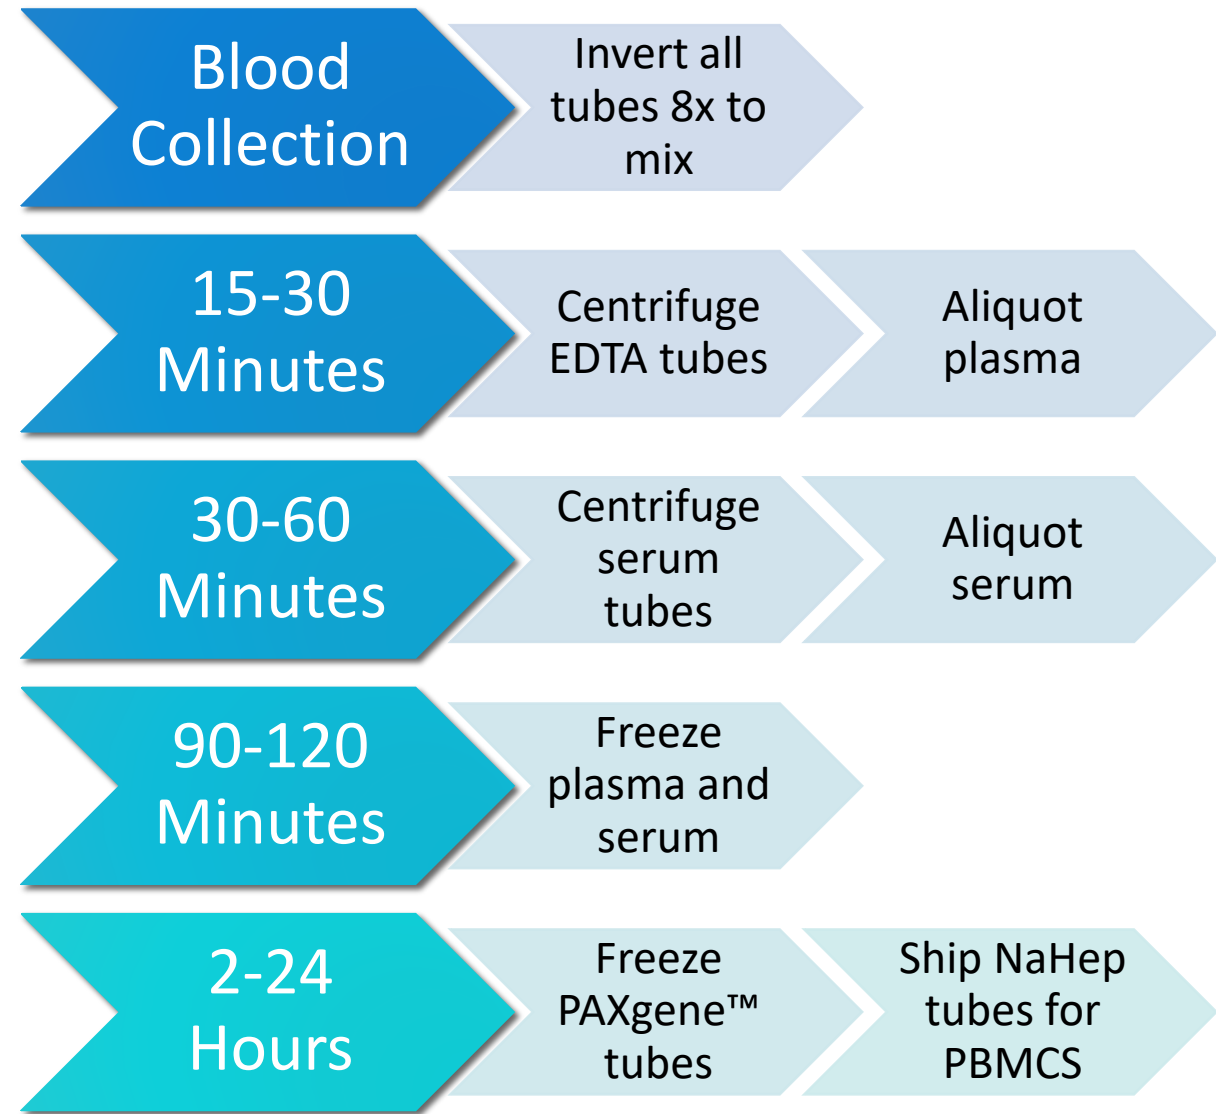 Blood
Collection
Invert all
tubes 8x to
mix
15-30
Minutes
Centrifuge
EDTA tubes
Aliquot
plasma
30-60
Minutes
Centrifuge
serum
tubes
Aliquot
serum
90-120
Minutes
Freeze
plasma and
serum
2-24
Hours
Freeze
PAXgene™
tubes
Ship NaHep
tubes for
PBMCS